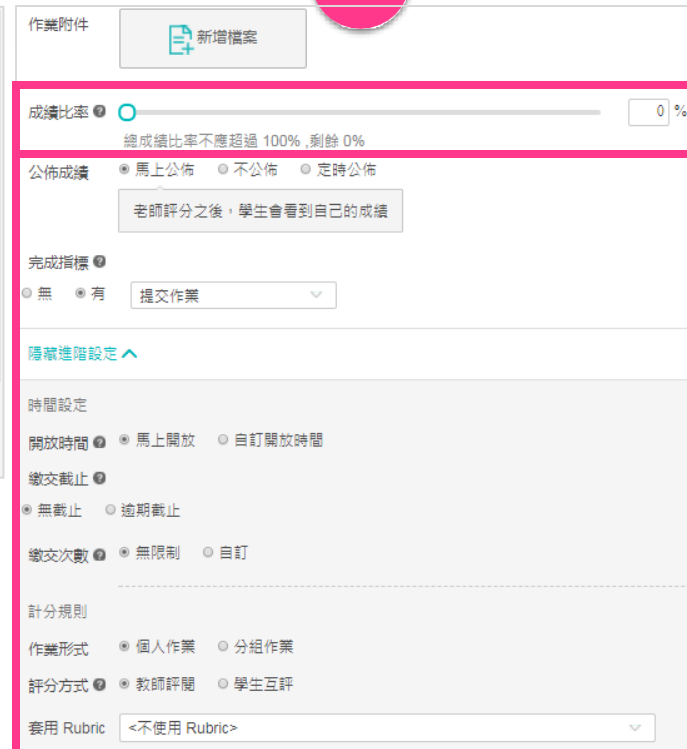 作業附件
新增檔案
成績比率 ? 0 %
總成績比率不應超過 100% ,剩餘 0%
公佈成績 馬上公佈 不公佈 定時公佈
老師評分之後，學生會看到自己的成績
完成指標 ?
無 有 提交作業
隱藏進階設定
時間設定
開放時間 ? 馬上開放 自訂開放時間
繳交截止 ?
無截止 逾期截止
繳交次數 ? 無限制 自訂
計分規則
作業形式 個人作業 分組作業
評分方式 ? 教師評閱 學生互評
套用 Rubric <不使用 Rubric>